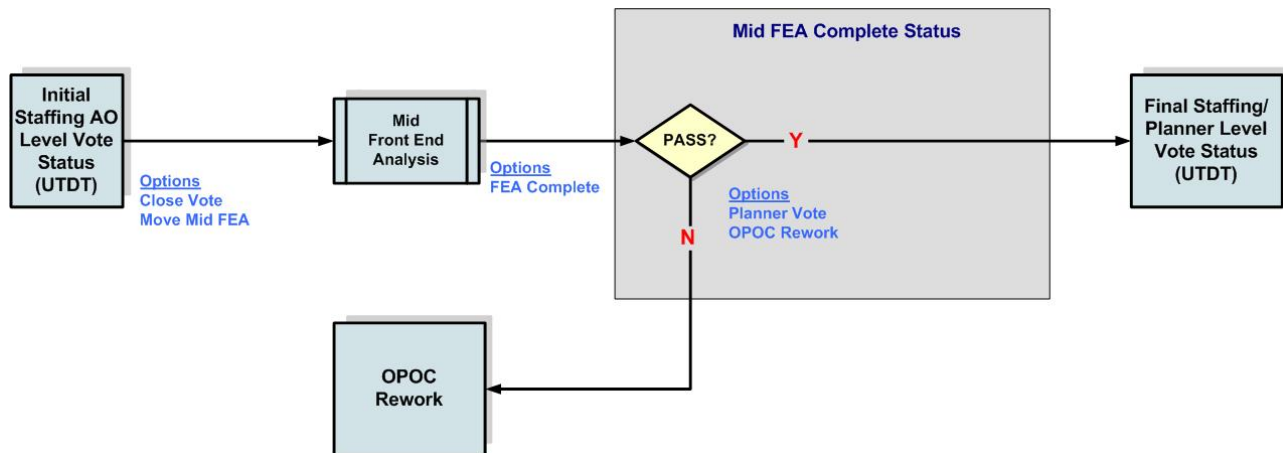 Mid FEA Complete Status
Initial
Staffing AO
Level Vote
Status
(UTDT)
Options
Close Vote
Move Mid FEA
Mid
Front End
Analysis
Options
FEA Complete
PASS?
Y
N
Options
Planner Vote
OPOC Rework
Final Staffing/
Planner Level
Vote Status
(UTDT)
OPOC
Rework